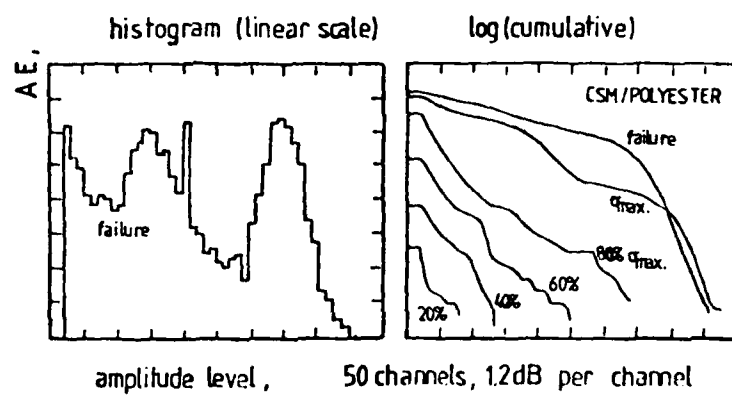 histogram (linear scale)
log (cumulative)
AE,
CSM/POLYESTER
failure
failure
σmax.
80% σmax.
60%
40%
20%
amplitude level, 50 channels, 1.2dB per channel